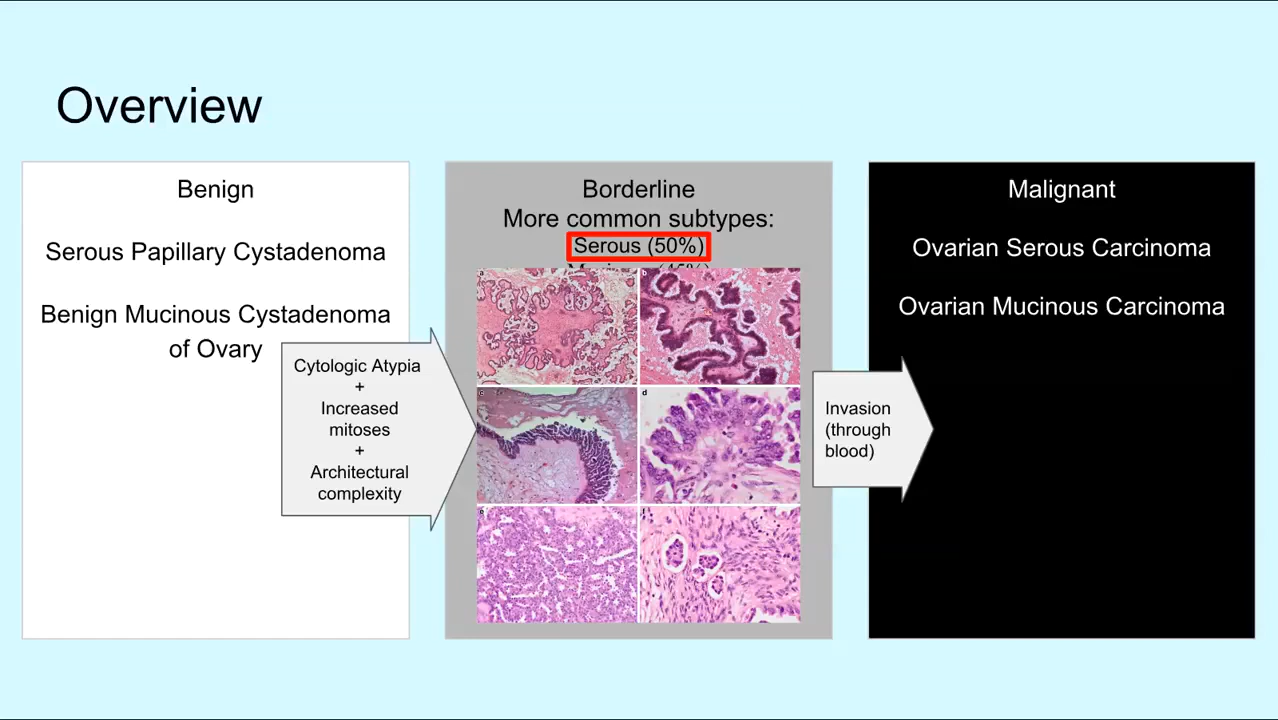 Overview
Benign
Serous Papillary Cystadenoma
Benign Mucinous Cystadenoma
of Ovary
Cytologic Atypia
+
Increased
mitoses
+
Architectural
complexity
Borderline
More common subtypes:
Serous (50%)
a
b
c
d
e
f
Invasion
(through
blood)
Malignant
Ovarian Serous Carcinoma
Ovarian Mucinous Carcinoma